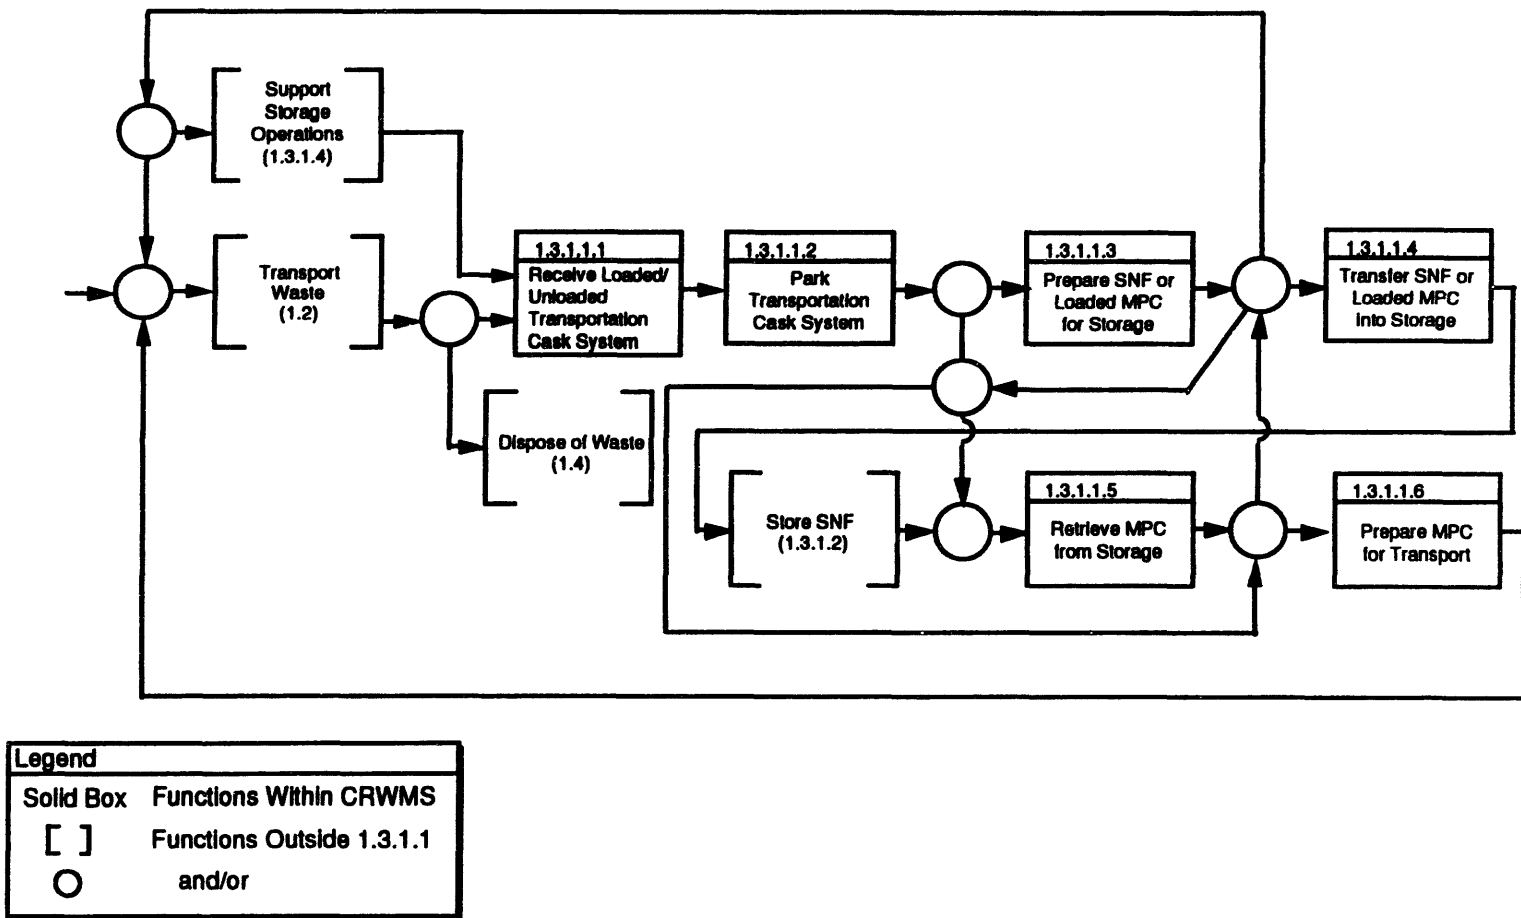 Support
Storage
Operations
(1.3.1.4)
Transport
Waste
(1.2)
1.3.1.1.1
Receive Loaded/
Unloaded
Transportation
Cask System
1.3.1.1.2
Park
Transportation
Cask System
1.3.1.1.3
Prepare SNF or
Loaded MPC
for Storage
1.3.1.1.4
Transfer SNF or
Loaded MPC
into Storage
Dispose of Waste
(1.4)
Store SNF
(1.3.1.2)
1.3.1.1.5
Retrieve MPC
from Storage
1.3.1.1.6
Prepare MPC
for Transport
Legend
Solid Box Functions Within CRWMS
[ ] Functions Outside 1.3.1.1
and/or